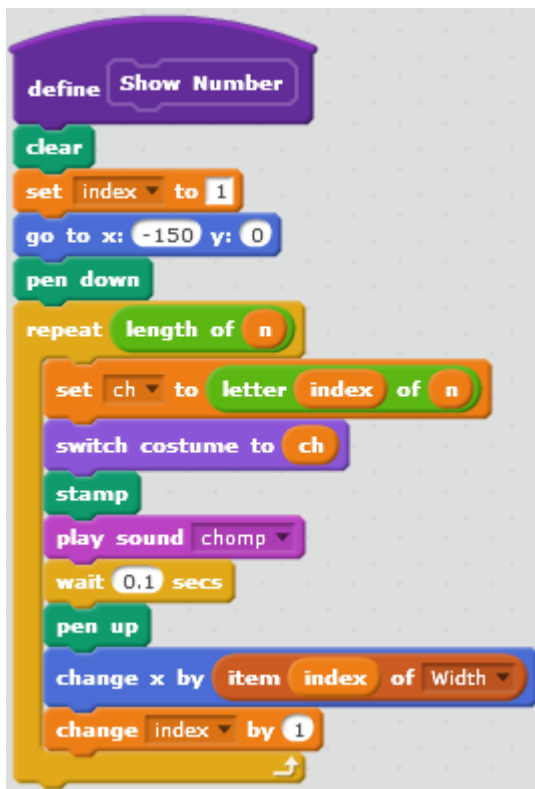 define Show Number
clear
set index to 1
go to x: -150 y: 0
pen down
repeat length of n
set ch to letter index of n
switch costume to ch
stamp
play sound chomp
wait 0.1 secs
pen up
change x by item index of Width
change index by 1